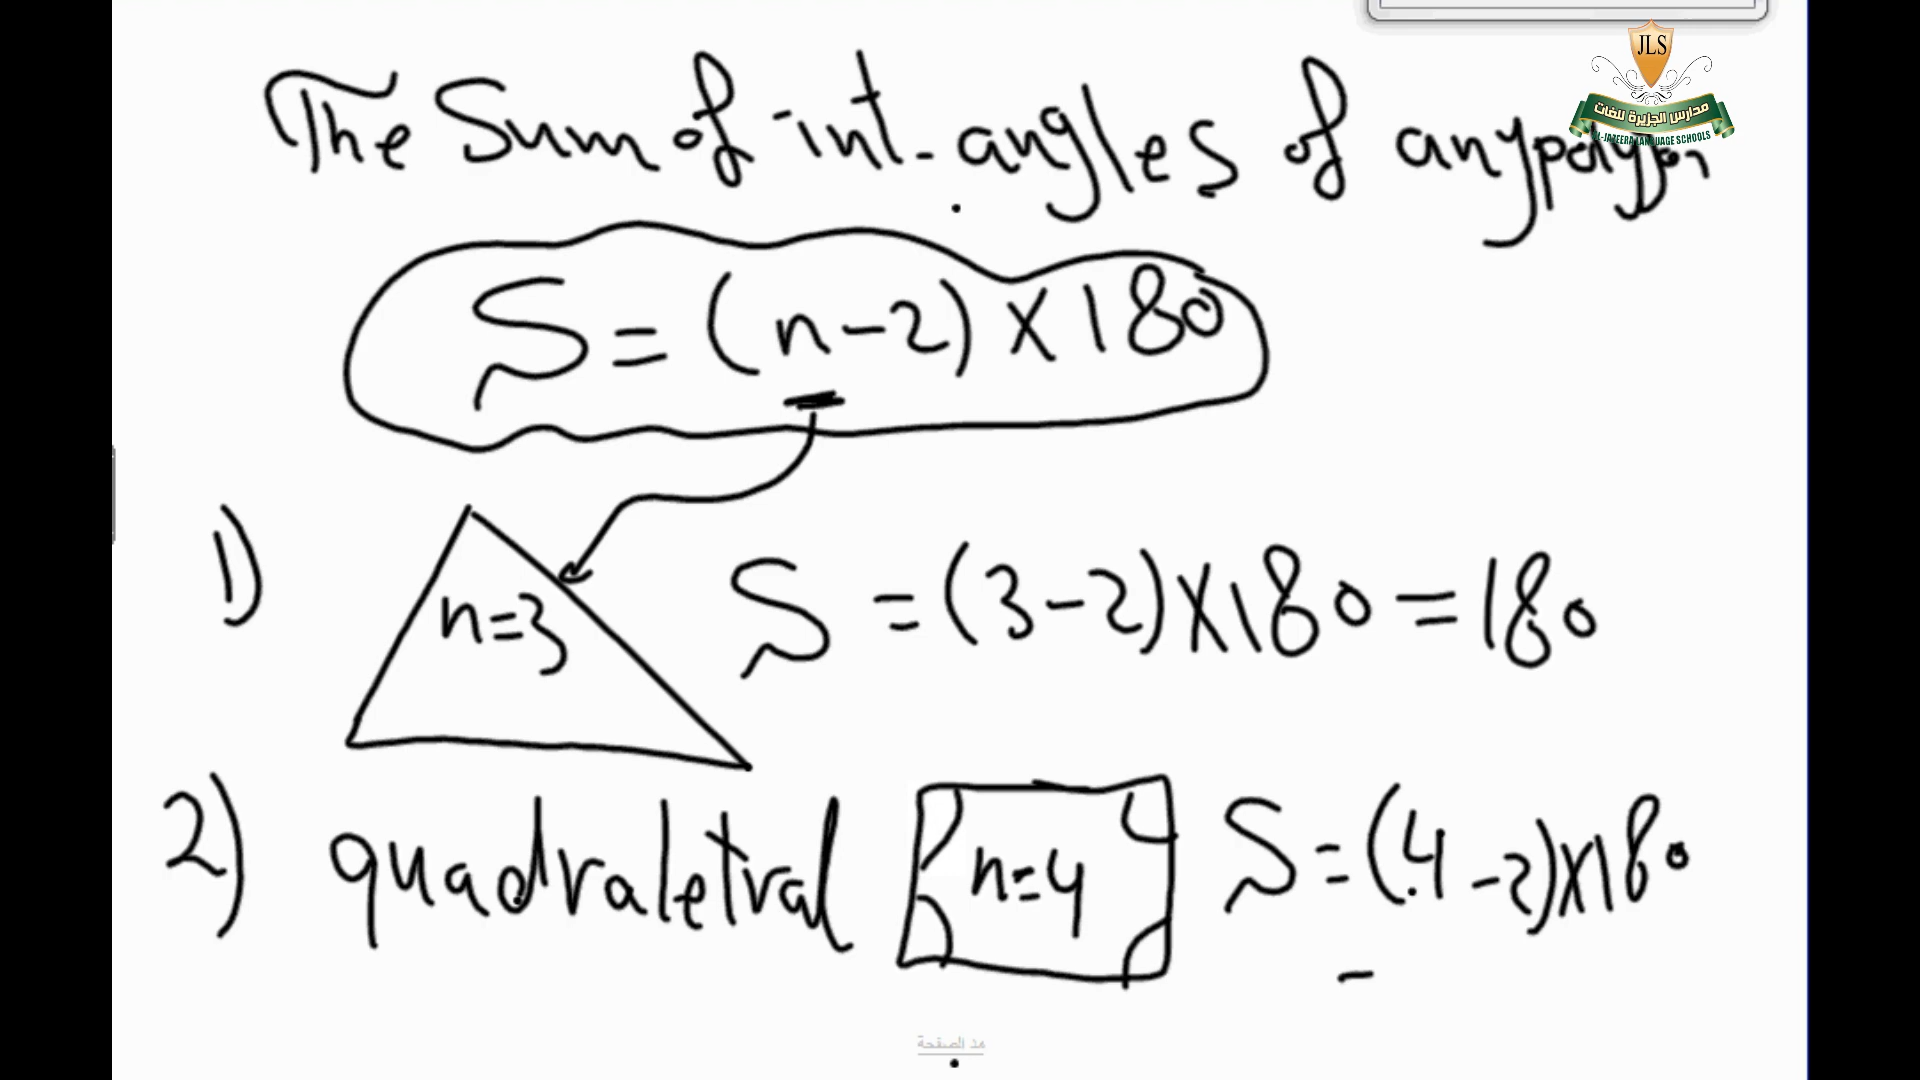 JLS
مدارس الجزيرة للغات
AL-JAZEERA LANGUAGE SCHOOLS
The Sum of int. angles of any polygon
S = (n-2) × 180
1)
n=3
S = (3-2) × 180 = 180
2) quadraletral
n=4
S = (4-2) × 180
=
مد الصفحة